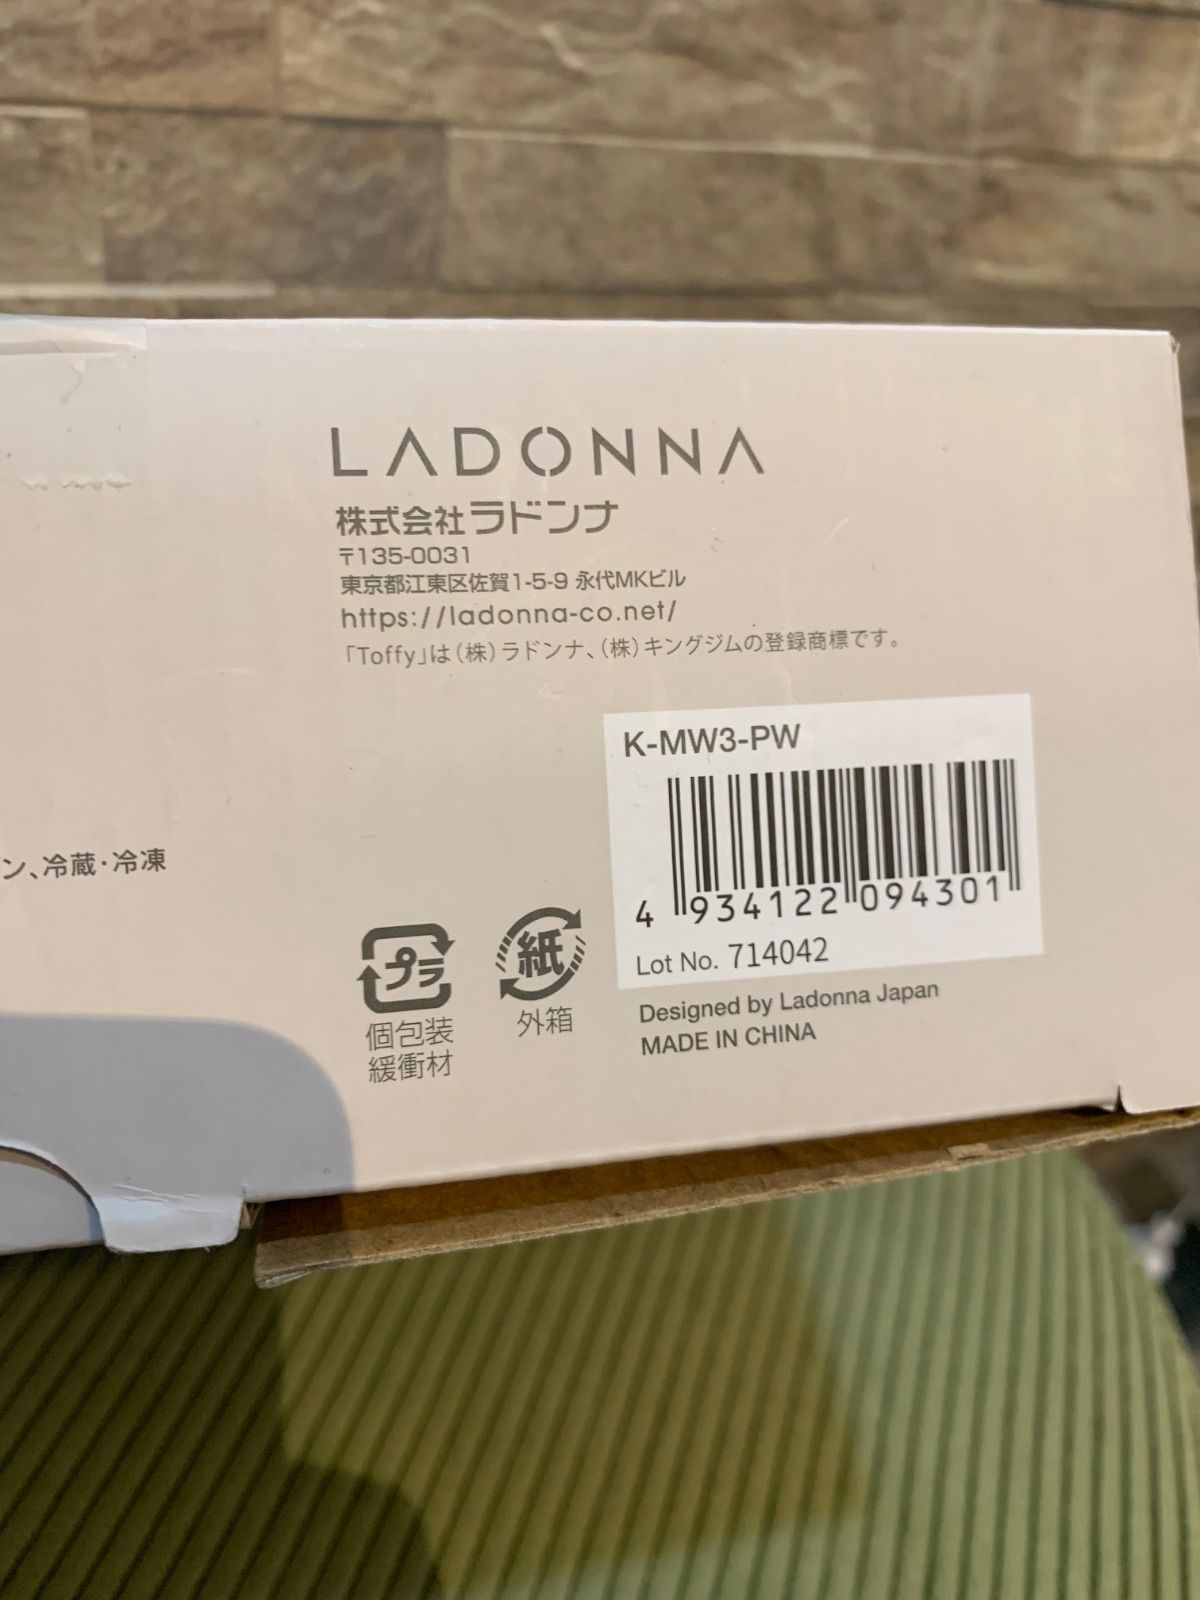 LADONNA
株式会社ラドンナ
〒135-0031
東京都江東区佐賀1-5-9 永代MKビル
https://ladonna-co.net/
「Toffy」は(株)ラドンナ、(株)キングジムの登録商標です。
K-MW3-PW
4 934122 094301
Lot No. 714042
Designed by Ladonna Japan
MADE IN CHINA
ン、冷蔵・冷凍
プラ
個包装
緩衝材
紙
外箱